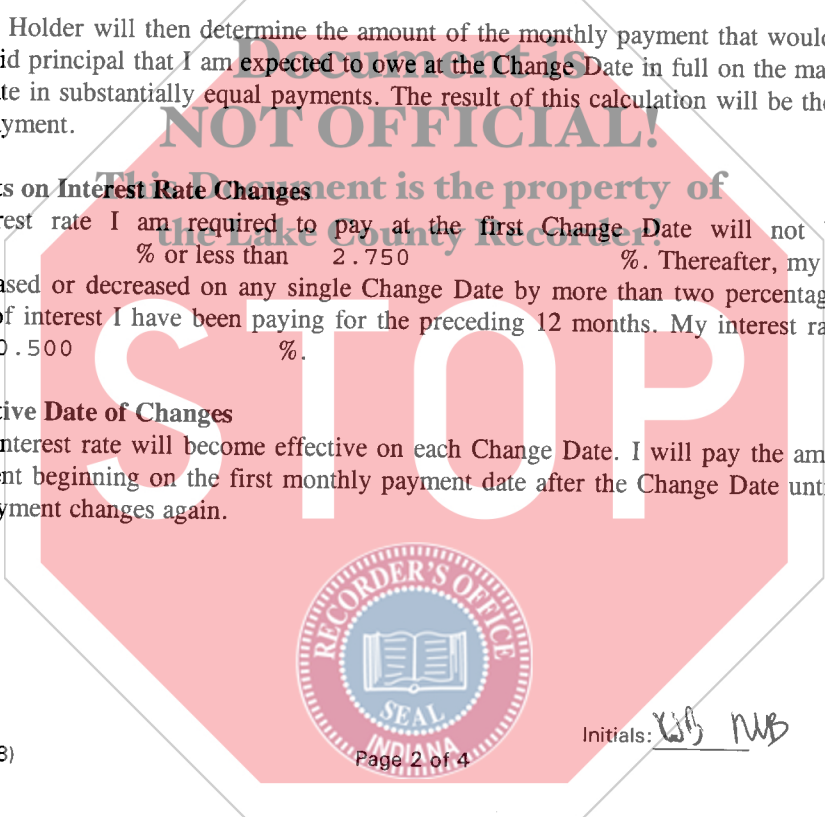 Holder will then determine the amount of the monthly payment that would
id principal that I am expected to owe at the Change Date in full on the ma
te in substantially equal payments. The result of this calculation will be the
yment.
Document is
NOT OFFICIAL!
This Document is the property of
the Lake County Recorder!
ts on Interest Rate Changes
rest rate I am required to pay at the first Change Date will not
% or less than 2.750 %. Thereafter, my
ased or decreased on any single Change Date by more than two percentag
of interest I have been paying for the preceding 12 months. My interest ra
0.500 %.
STOP
tive Date of Changes
nterest rate will become effective on each Change Date. I will pay the am
ent beginning on the first monthly payment date after the Change Date unti
yment changes again.
RECORDER'S OFFICE
SEAL
INDIANA
Initials:
8)
Page 2 of 4